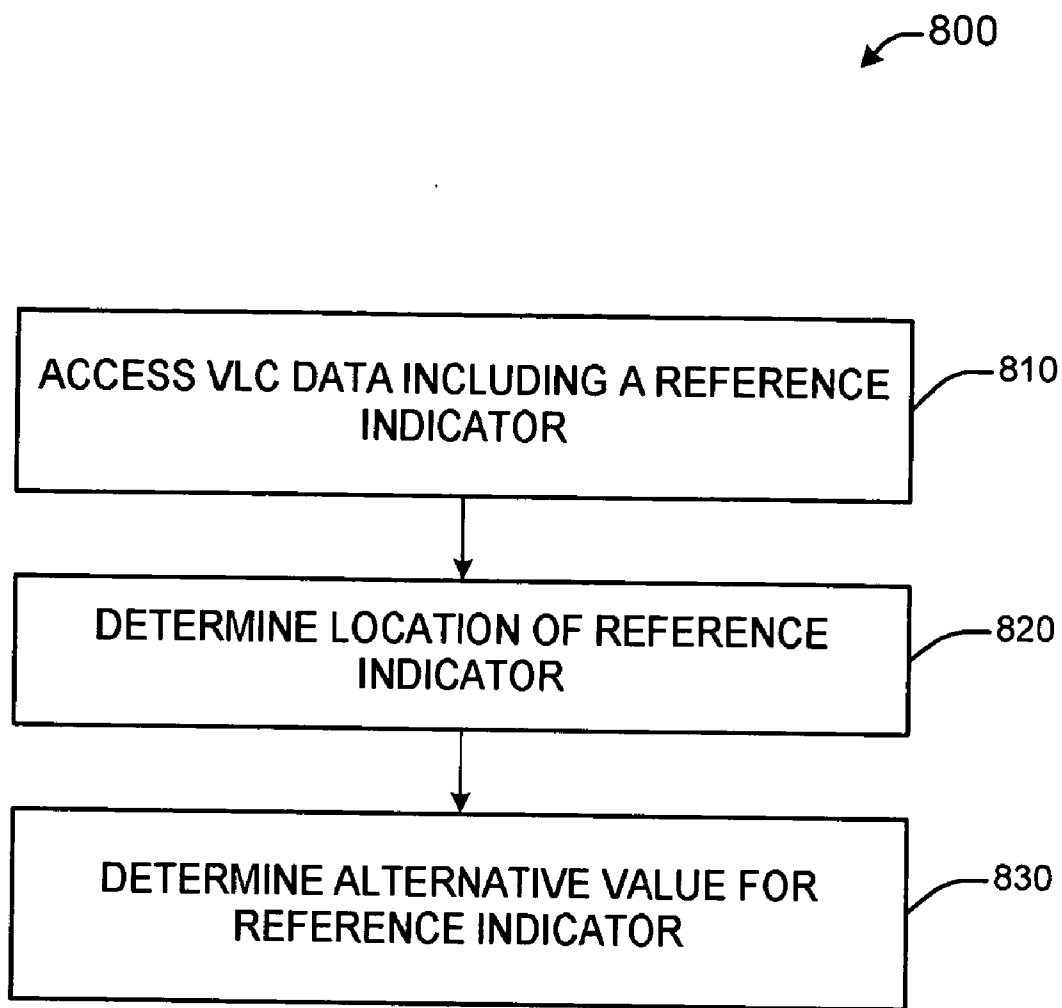 800
ACCESS VLC DATA INCLUDING A REFERENCE
INDICATOR
810
DETERMINE LOCATION OF REFERENCE
INDICATOR
820
DETERMINE ALTERNATIVE VALUE FOR
REFERENCE INDICATOR
830